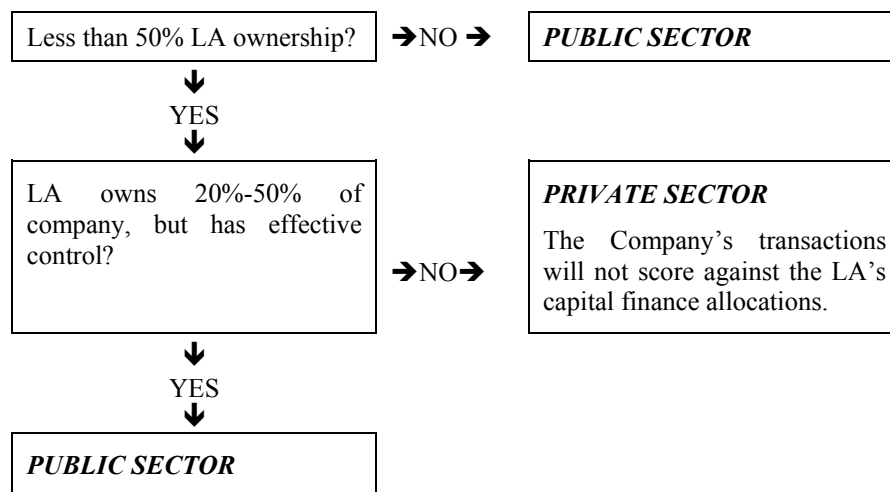 Less than 50% LA ownership? ➔NO ➔ PUBLIC SECTOR
YES
LA owns 20%-50% of
company, but has effective
control?
➔NO➔
PRIVATE SECTOR
The Company’s transactions
will not score against the LA’s
capital finance allocations.
YES
PUBLIC SECTOR